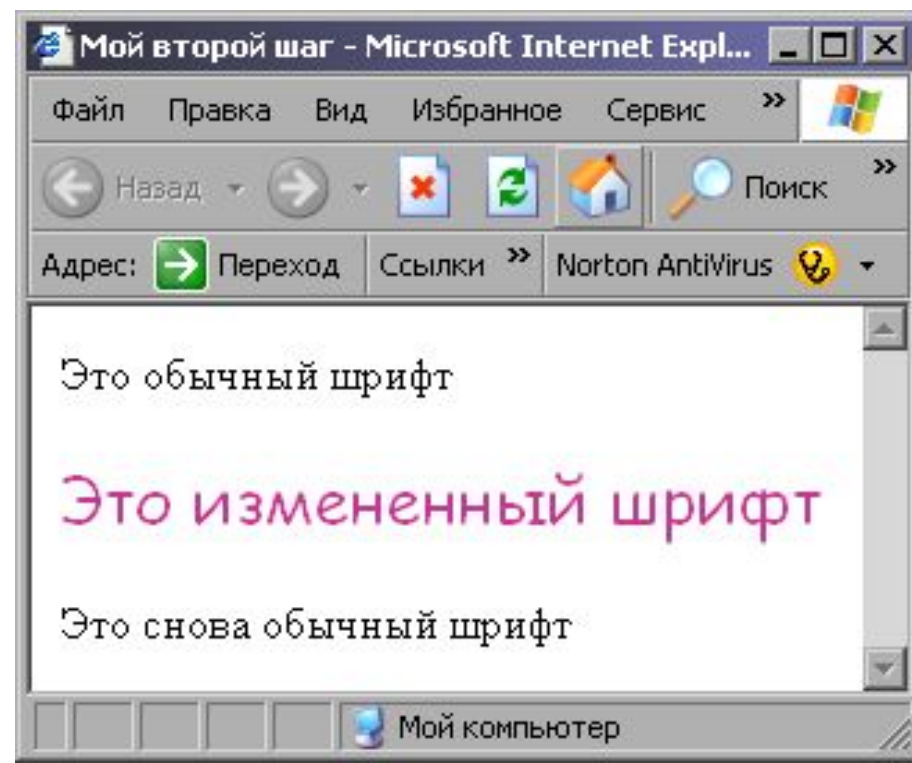 Мой второй шаг - Microsoft Internet Expl...
Файл Правка Вид Избранное Сервис »
Назад Поиск »
Адрес: Переход Ссылки » Norton AntiVirus
Это обычный шрифт
Это измененный шрифт
Это снова обычный шрифт
Мой компьютер